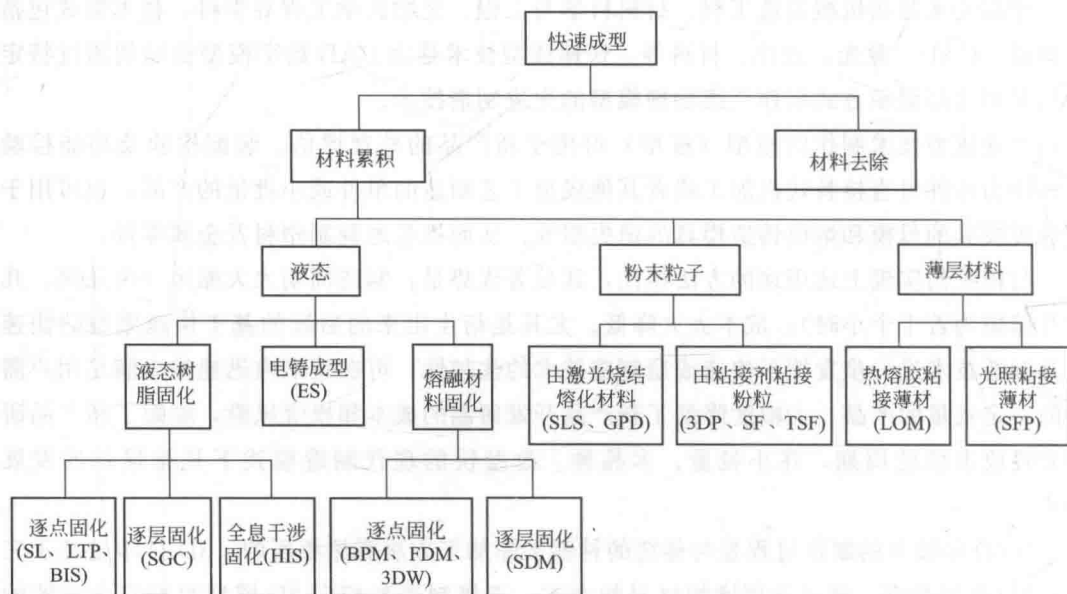 快速成型
材料累积
材料去除
液态
粉末粒子
薄层材料
液态树
脂固化
电铸成型
(ES)
熔融材
料固化
由激光烧结
熔化材料
(SLS、GPD)
由粘接剂粘接
粉粒
(3DP、SF、TSF)
热熔胶粘
接薄材
(LOM)
光照粘接
薄材
(SFP)
逐点固化
(SL、LTP、
BIS)
逐层固化
(SGC)
全息干涉
固化(HIS)
逐点固化
(BPM、FDM、
3DW)
逐层固化
(SDM)